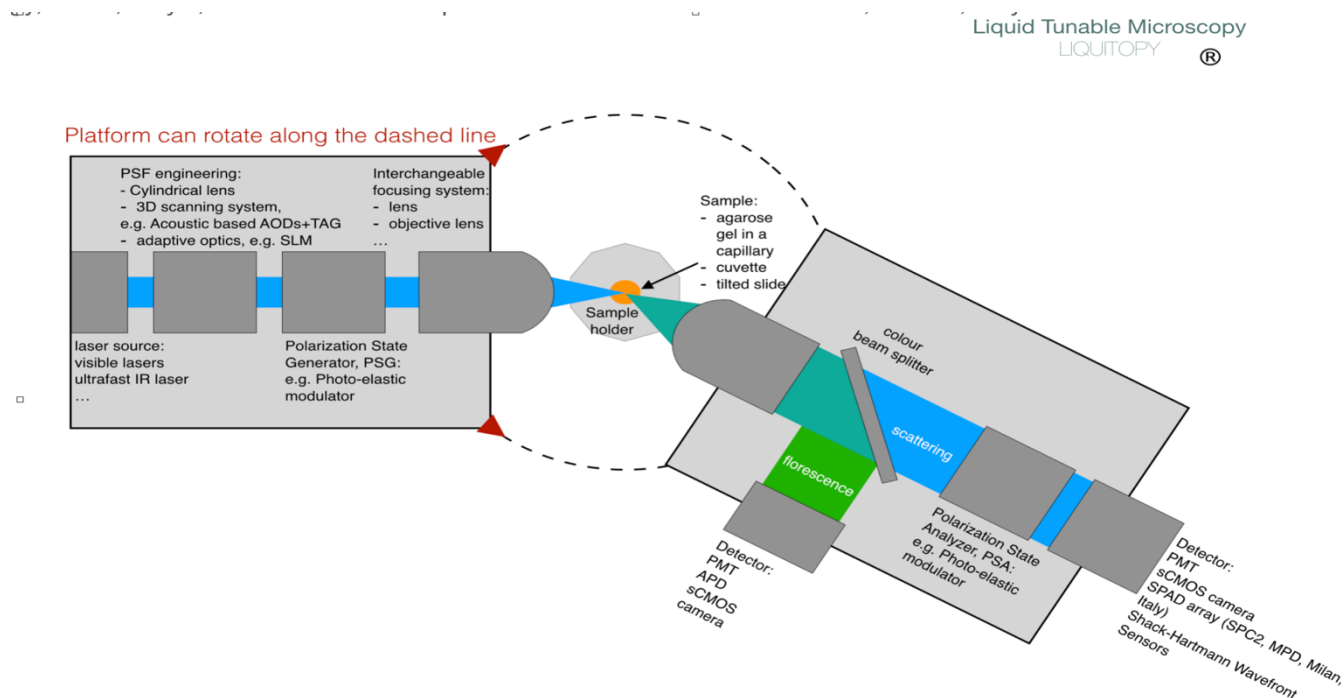 Liquid Tunable Microscopy
LIQUITOPY
®
Platform can rotate along the dashed line
PSF engineering:
- Cylindrical lens
- 3D scanning system,
e.g. Acoustic based AODs+TAG
- adaptive optics, e.g. SLM
Interchangeable
focusing system:
- lens
- objective lens
...
Sample:
- agarose
gel in a
capillary
- cuvette
- tilted slide
Sample
holder
laser source:
visible lasers
ultrafast IR laser
...
Polarization State
Generator, PSG:
e.g. Photo-elastic
modulator
colour
beam splitter
scattering
florescence
Polarization State
Analyzer, PSA:
e.g. Photo-elastic
modulator
Detector:
PMT
APD
sCMOS
camera
Detector:
PMT
sCMOS camera
SPAD array (SPC2, MPD, Milan,
Italy)
Shack-Hartmann Wavefront
Sensors